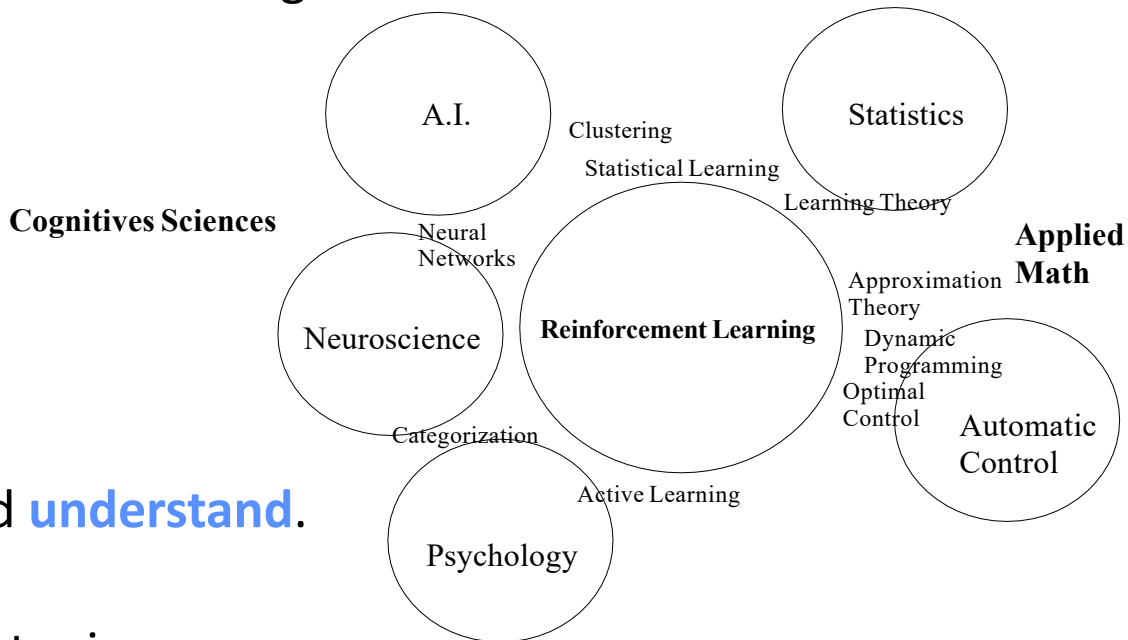 g
A.I.
Statistics
Clustering
Statistical Learning
Learning Theory
Cognitives Sciences
Neural
Networks
Applied
Math
Approximation
Theory
Neuroscience
Reinforcement Learning
Dynamic
Programming
Optimal
Control
Automatic
Control
Categorization
Active Learning
d understand.
Psychology